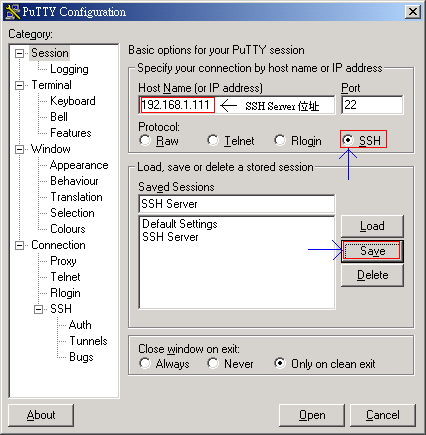 PuTTY Configuration
Category:
Session
Logging
Terminal
Keyboard
Bell
Features
Window
Appearance
Behaviour
Translation
Selection
Colours
Connection
Proxy
Telnet
Rlogin
SSH
Auth
Tunnels
Bugs
Basic options for your PuTTY session
Specify your connection by host name or IP address
Host Name (or IP address) Port
192.168.1.111 ← SSH Server 位址 22
Protocol:
Raw Telnet Rlogin SSH
Load, save or delete a stored session
Saved Sessions
SSH Server
Default Settings
SSH Server
Load
Save
Delete
Close window on exit:
Always Never Only on clean exit
About Open Cancel